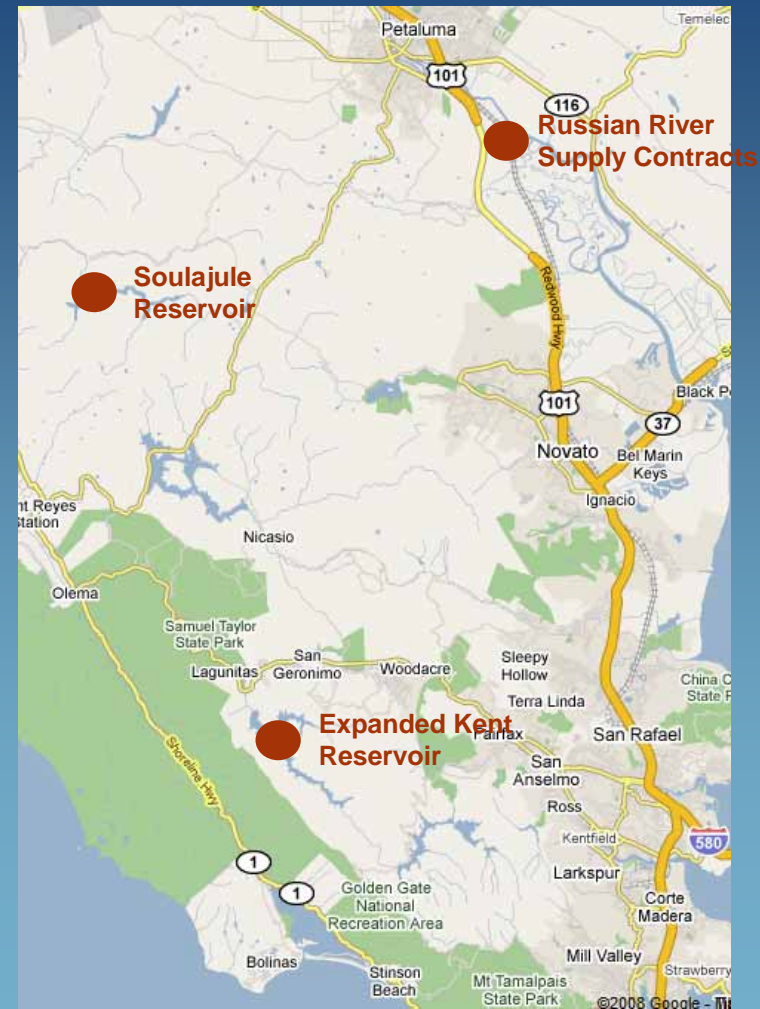 Temelec
Petaluma
101
116
Russian River
Supply Contracts
Soulajule
Reservoir
Redwood Hwy
Black P
101
37
Novato
Bel Marin
Keys
Ignacio
nt Reyes
Station
Nicasio
Olema
Samuel Taylor
State Park
San
Geronimo
Lagunitas
Woodacre
Sleepy
Hollow
China C
State P
Terra Linda
Expanded Kent
Reservoir
Fairfax
San Rafael
San
Anselmo
Shoreline Hwy
Ross
Kentfield
580
Larkspur
1
1
Golden Gate
National
Recreation Area
Corte
Madera
Bolinas
Stinson
Beach
Mill Valley
Strawberry
Mt Tamalpais
State Park
©2008 Google -